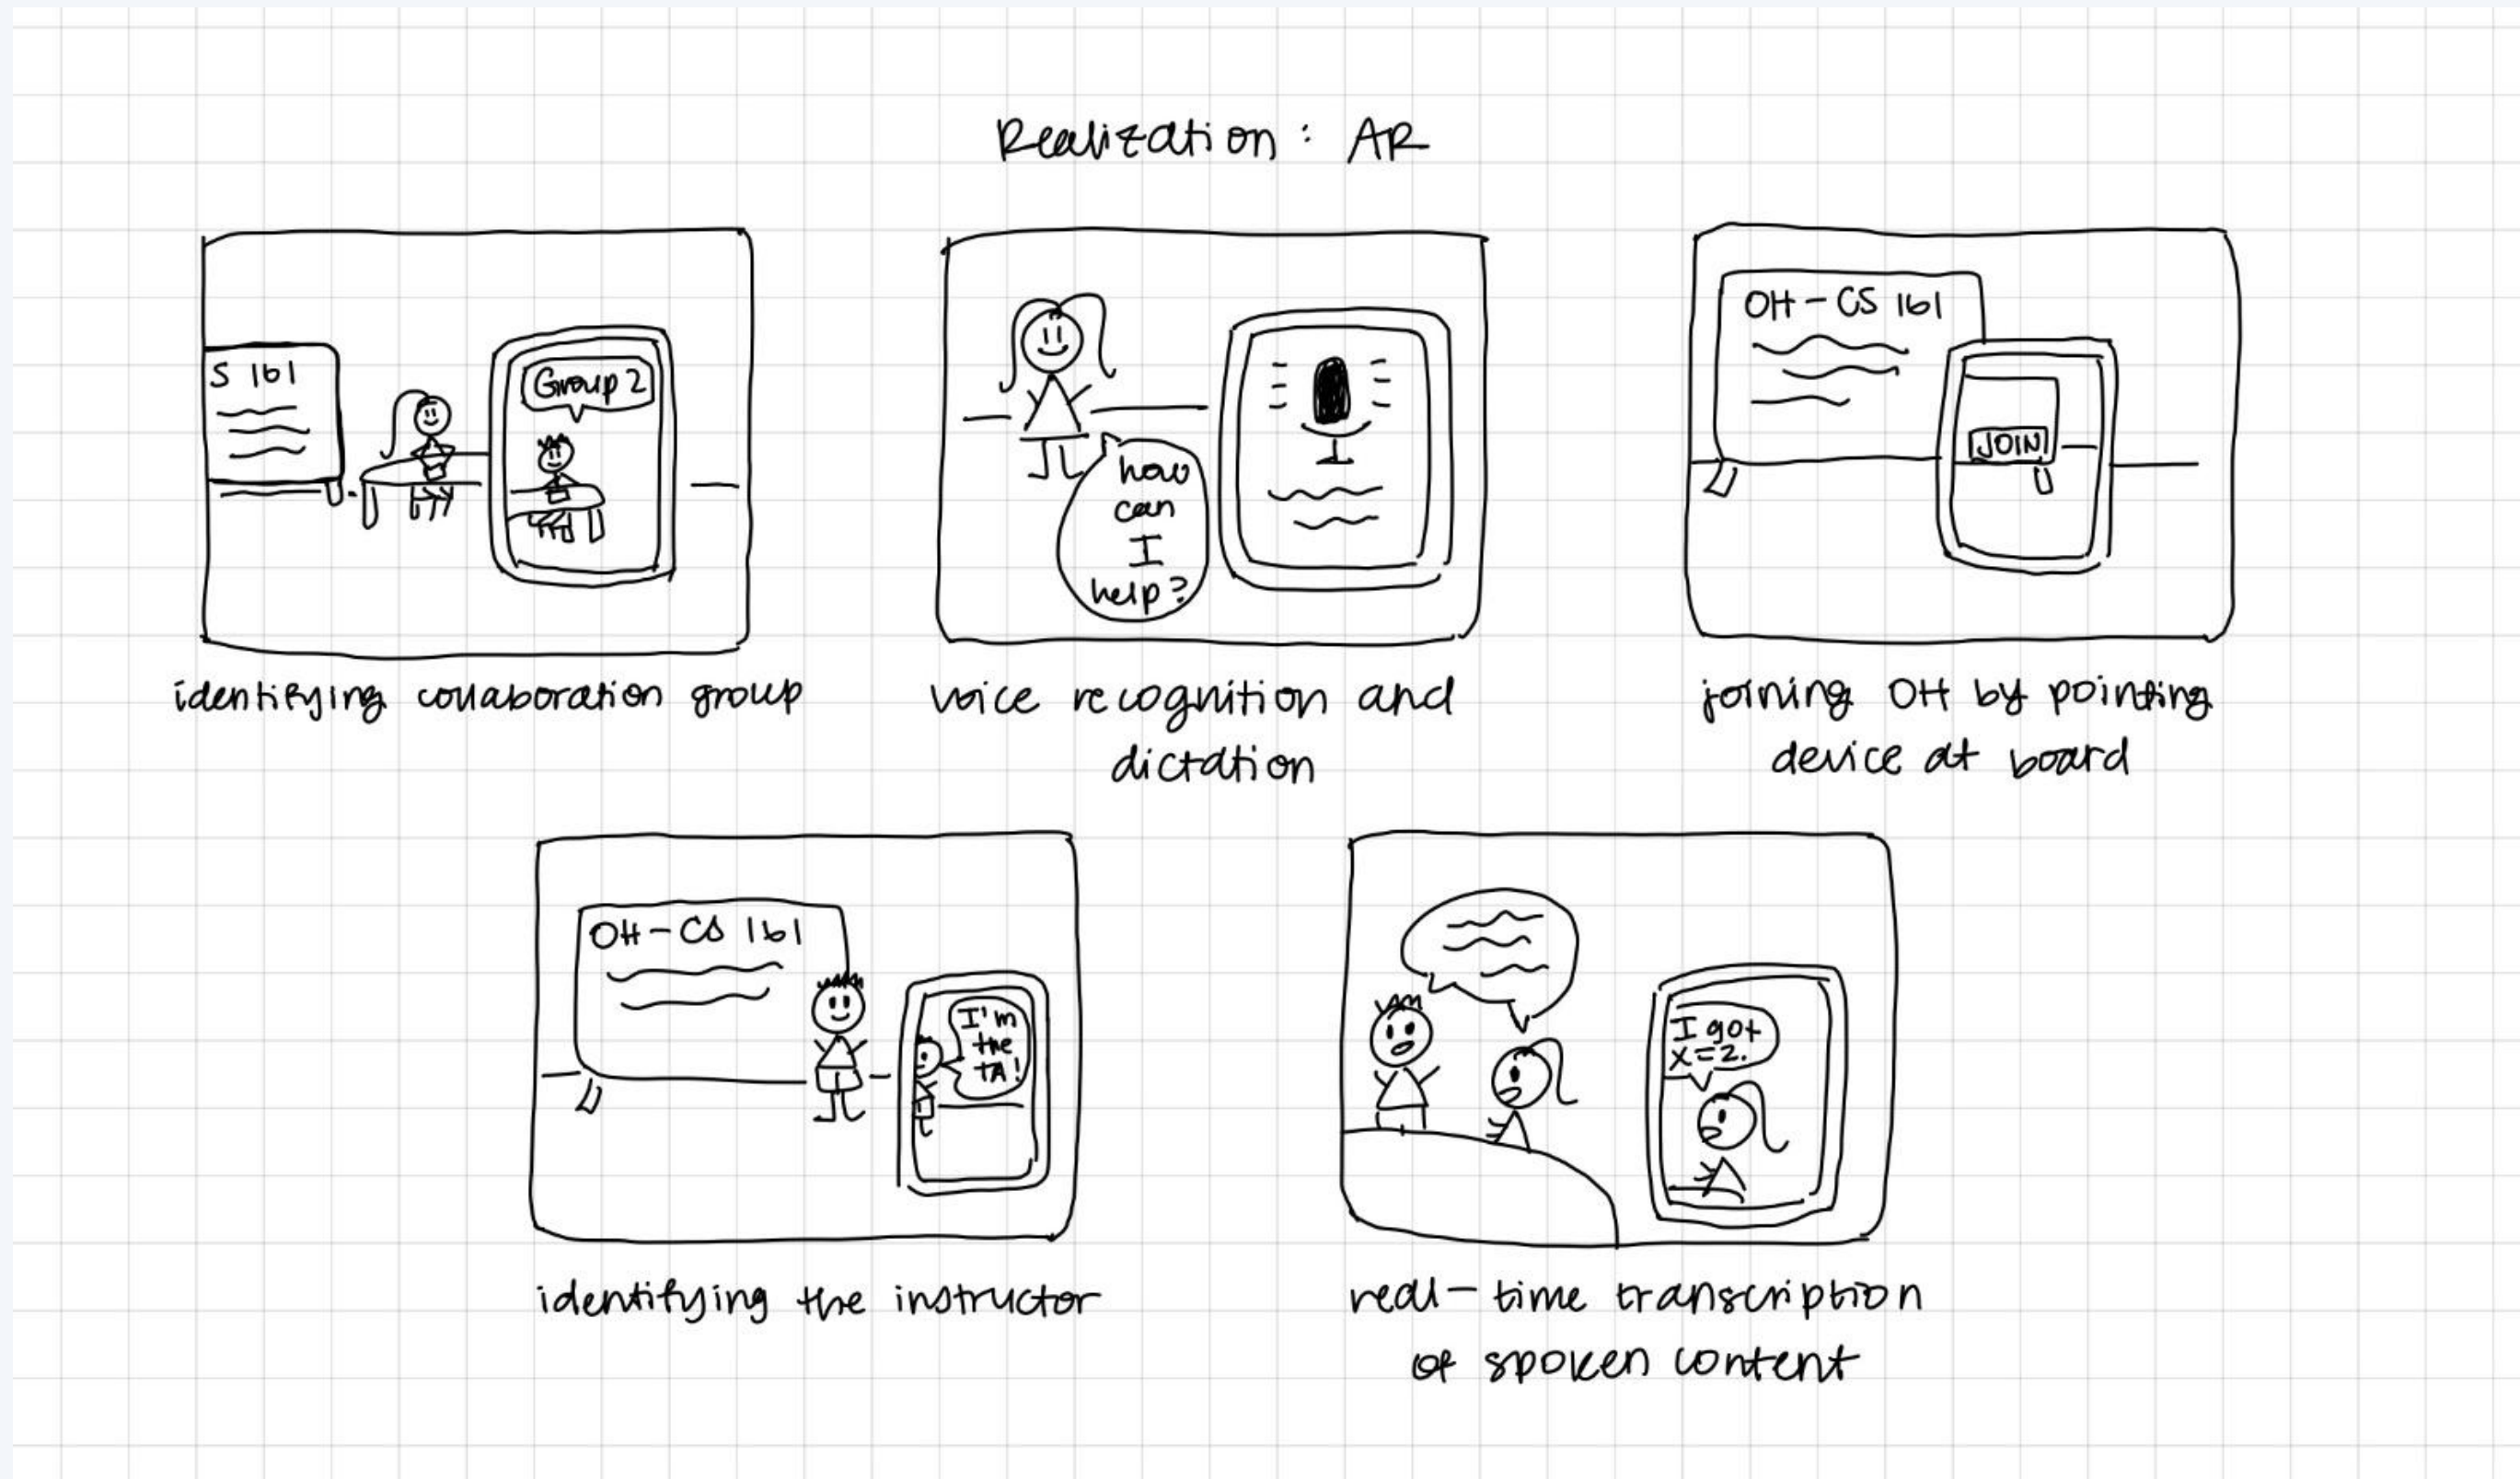 Realization: AR
S 161
Group 2
identifying collaboration group
how
can
I
help?
voice recognition and
dictation
OH - CS 161
JOIN
joining OH by pointing
device at board
OH - CS 161
I'm
the
TA!
identifying the instructor
I got
x=2.
real-time transcription
of spoken content